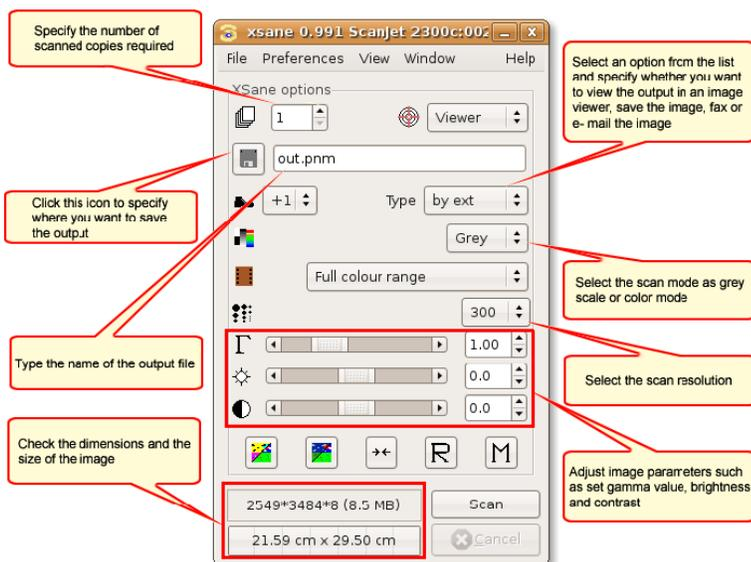 Specify the number of
scanned copies required
xsane 0.991 ScanJet 2300c:002
File Preferences View Window Help
XSane options
1
Viewer
out.pnm
+1
Type
by ext
Grey
Full colour range
300
1.00
0.0
0.0
R
M
2549*3484*8 (8.5 MB)
Scan
21.59 cm x 29.50 cm
Cancel
Click this icon to specify
where you want to save
the output
Type the name of the output file
Check the dimensions and the
size of the image
Select an option from the list
and specify whether you want
to view the output in an image
viewer, save the image, fax or
e- mail the image
Select the scan mode as grey
scale or color mode
Select the scan resolution
Adjust image parameters such
as set gamma value, brightness
and contrast